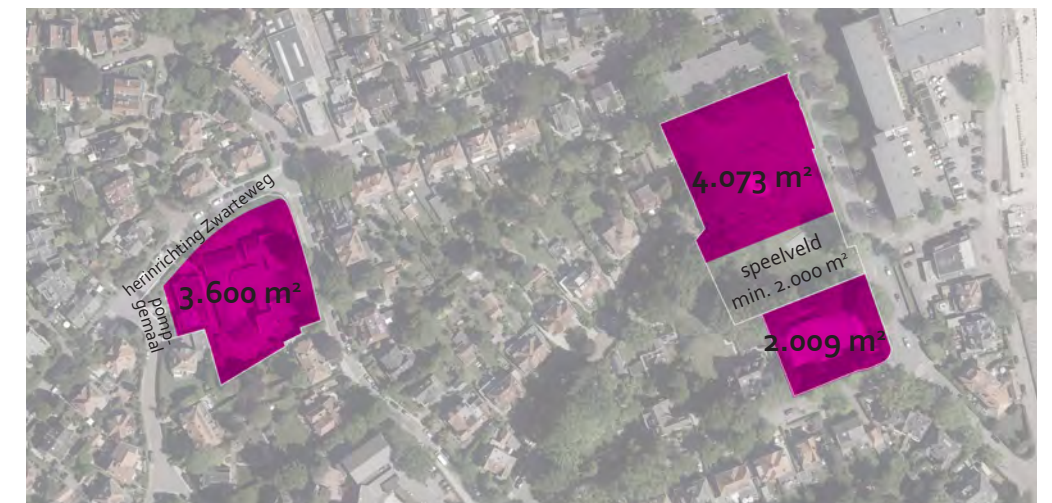 herinrichting Zwarteweg
3.600 m²
pomp-
gemaal
4.073 m²
speelveld
min. 2.000 m²
2.009 m²